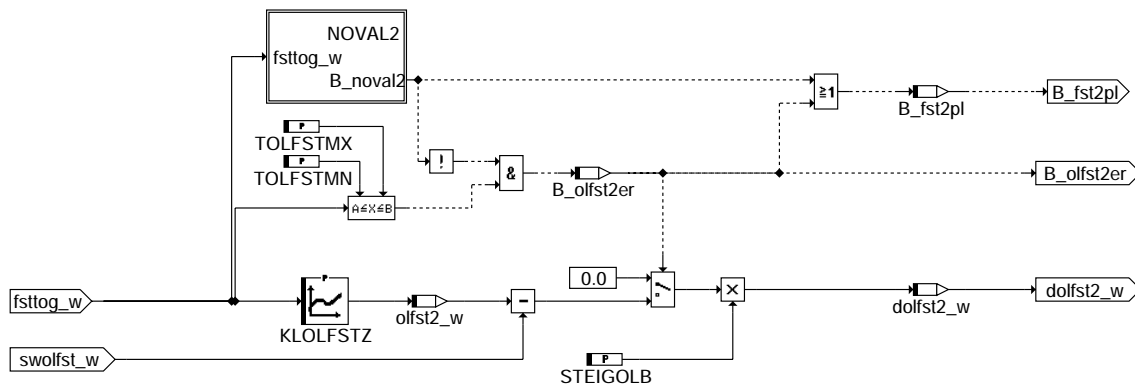 NOVAL2
fsttog_w
B_noval2
≥1
B_fst2pl
B_fst2pl
TOLFSTMX
P
TOLFSTMN
P
!
&
B_olfst2er
B_olfst2er
A≤X≤B
0.0
fsttog_w
P
KLOLFSTZ
olfst2_w
−
×
dolfst2_w
dolfst2_w
swolfst_w
P
STEIGOLB